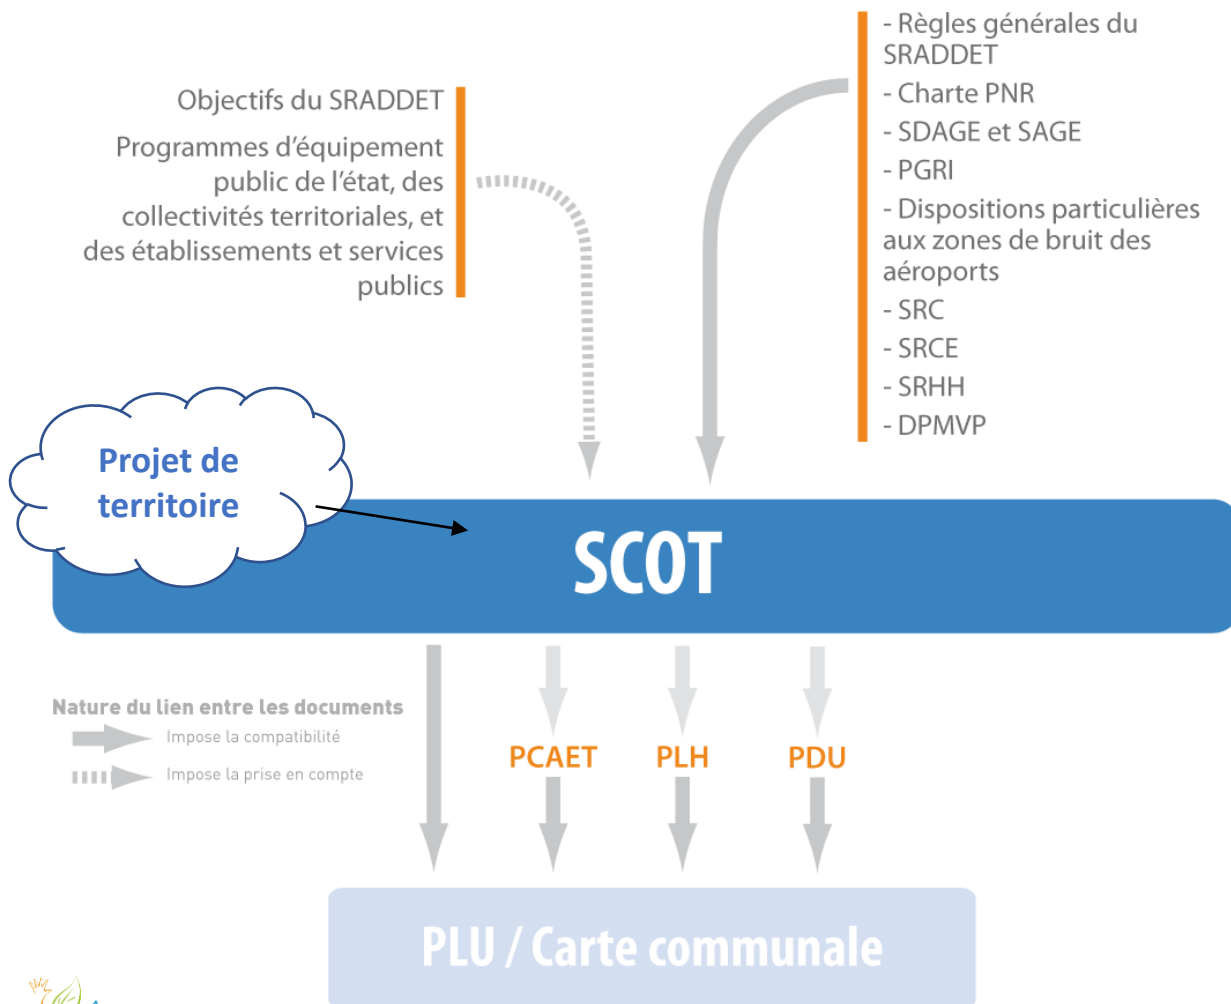 Objectifs du SRADDET
Programmes d'équipement
public de l'état, des
collectivités territoriales, et
des établissements et services
publics
- Règles générales du
SRADDET
- Charte PNR
- SDAGE et SAGE
- PGRI
- Dispositions particulières
aux zones de bruit des
aéroports
- SRC
- SRCE
- SRHH
- DPMVP
Projet de
territoire
SCOT
Nature du lien entre les documents
Impose la compatibilité
Impose la prise en compte
PCAET
PLH
PDU
PLU / Carte communale